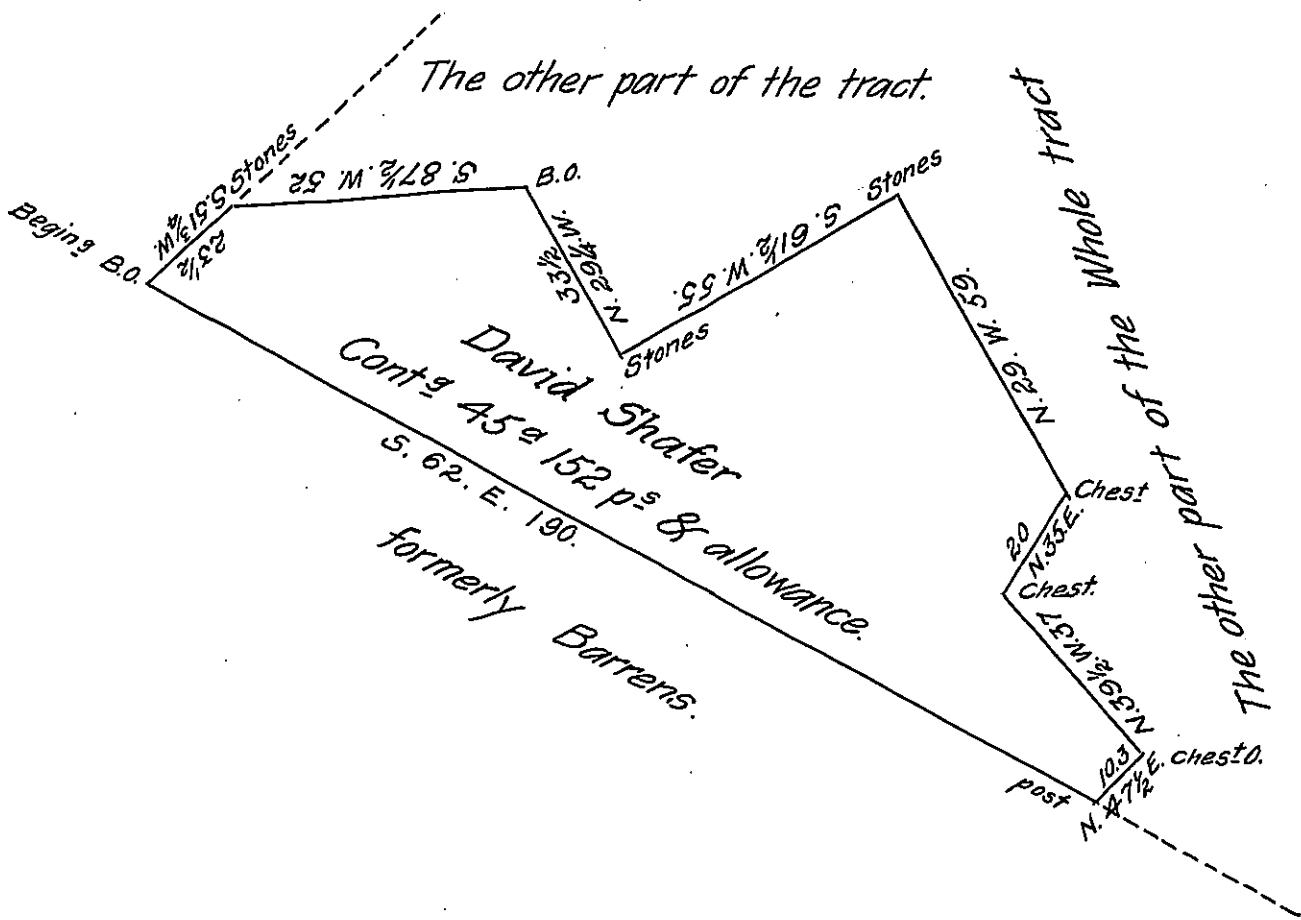 The other part of the tract.
Stones
S. 51¾ W.
23½
Begin^g B.O.
S. 87½. W. 52
B.O.
N. 29¼. W.
33½
Stones
S. 61½. W. 55.
Stones
N. 29. W. 59.
The other part of the Whole tract
Chest
20
N. 35. E.
Chest.
N. 39½. W. 37
Chest O.
10.3
N. 47½ E.
post
David Shafer
Cont^g 45^a 152 p^s & allowance.
S. 62. E. 190.
formerly Barrens.